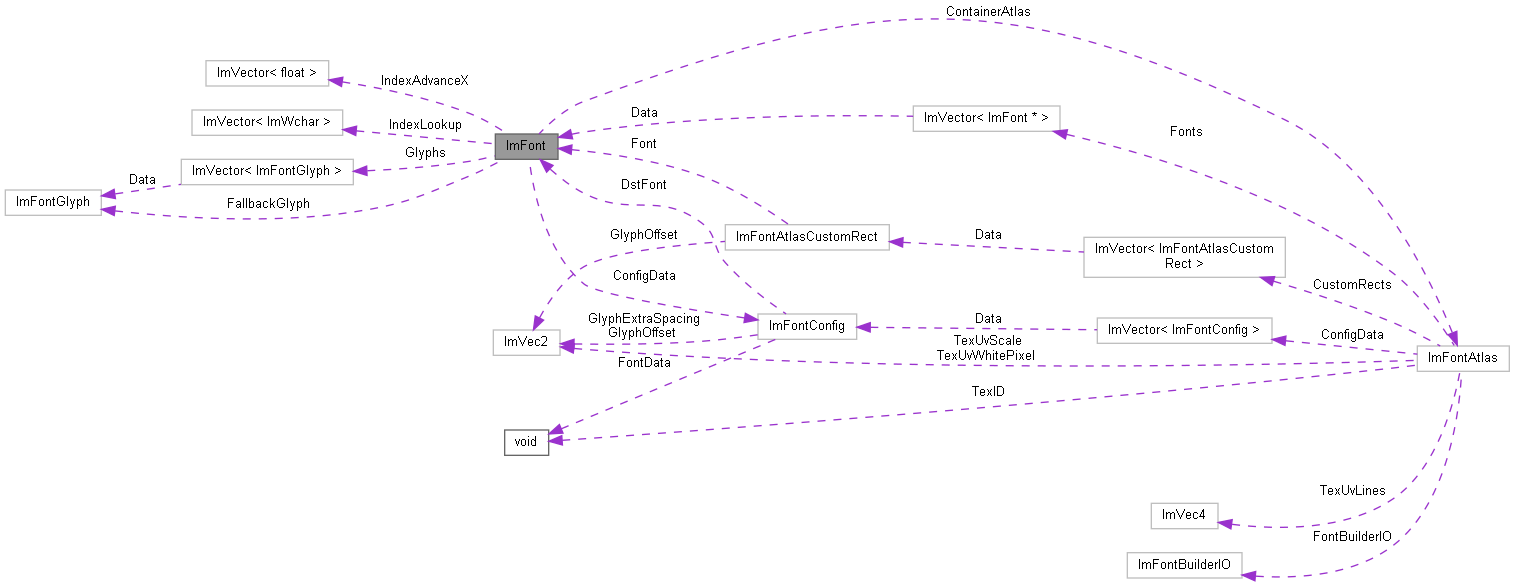 ContainerAtlas
ImVector< float >
IndexAdvanceX
ImVector< ImWchar >
IndexLookup
Data
ImVector< ImFont * >
Fonts
ImFont
Font
Glyphs
ImVector< ImFontGlyph >
Data
DstFont
ImFontGlyph
FallbackGlyph
GlyphOffset
ImFontAtlasCustomRect
Data
ImVector< ImFontAtlasCustom
Rect >
ConfigData
CustomRects
GlyphExtraSpacing
GlyphOffset
ImFontConfig
Data
ImVector< ImFontConfig >
ConfigData
ImVec2
TexUvScale
TexUvWhitePixel
ImFontAtlas
FontData
TexID
void
TexUvLines
ImVec4
FontBuilderIO
ImFontBuilderIO